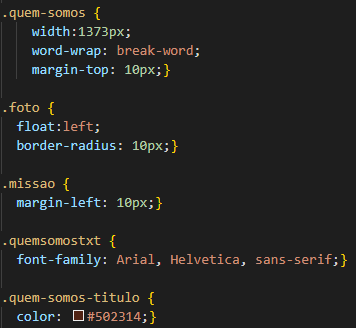 .quem-somos {
width:1373px;
word-wrap: break-word;
margin-top: 10px;}
.foto {
float:left;
border-radius: 10px;}
.missao {
margin-left: 10px;}
.quemsomostxt {
font-family: Arial, Helvetica, sans-serif;}
.quem-somos-titulo {
color: #502314;}